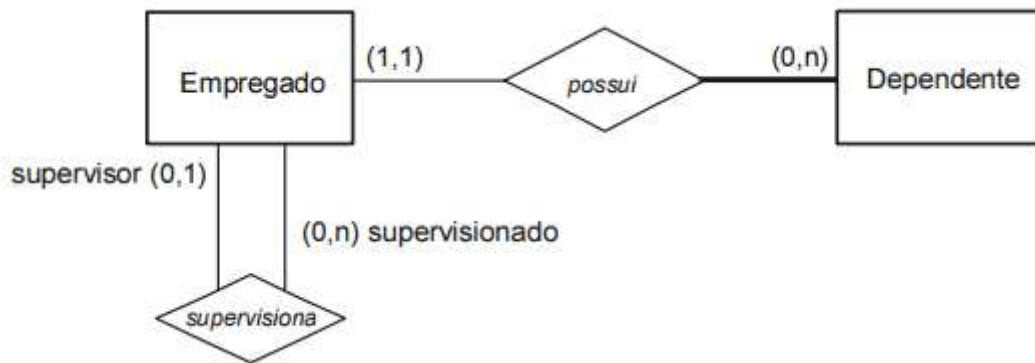 Empregado
(1,1)
possui
(0,n)
Dependente
supervisor (0,1)
(0,n) supervisionado
supervisiona